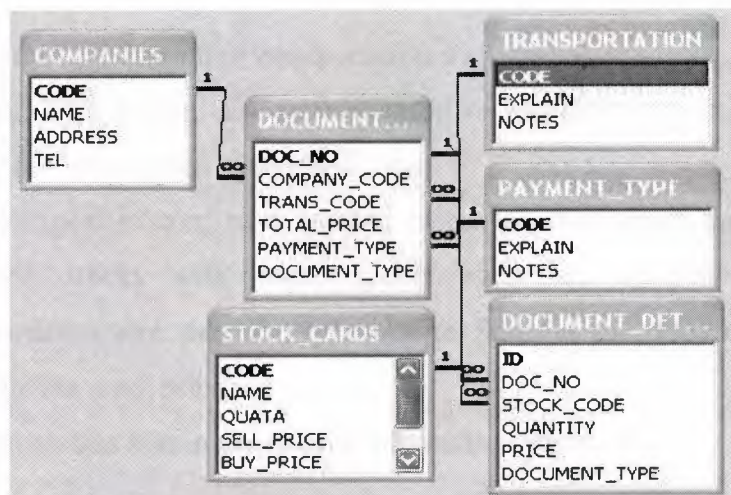 COMPANIES
CODE
NAME
ADDRESS
TEL
1
∞
DOCUMENT...
DOC_NO
COMPANY_CODE
TRANS_CODE
TOTAL_PRICE
PAYMENT_TYPE
DOCUMENT_TYPE
1
∞
∞
TRANSPORTATION
1
CODE
EXPLAIN
NOTES
PAYMENT_TYPE
1
CODE
EXPLAIN
NOTES
STOCK_CARDS
CODE
NAME
QUATA
SELL_PRICE
BUY_PRICE
1
∞
∞
DOCUMENT_DET...
ID
DOC_NO
STOCK_CODE
QUANTITY
PRICE
DOCUMENT_TYPE